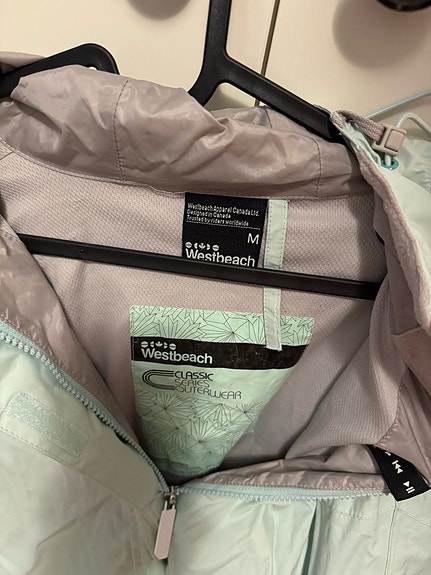 Westbeach Apparel Canada Ltd.
Designed in Canada
Trusted by riders worldwide
M
Westbeach
Westbeach
CLASSIC
SERIES
OUTERWEAR